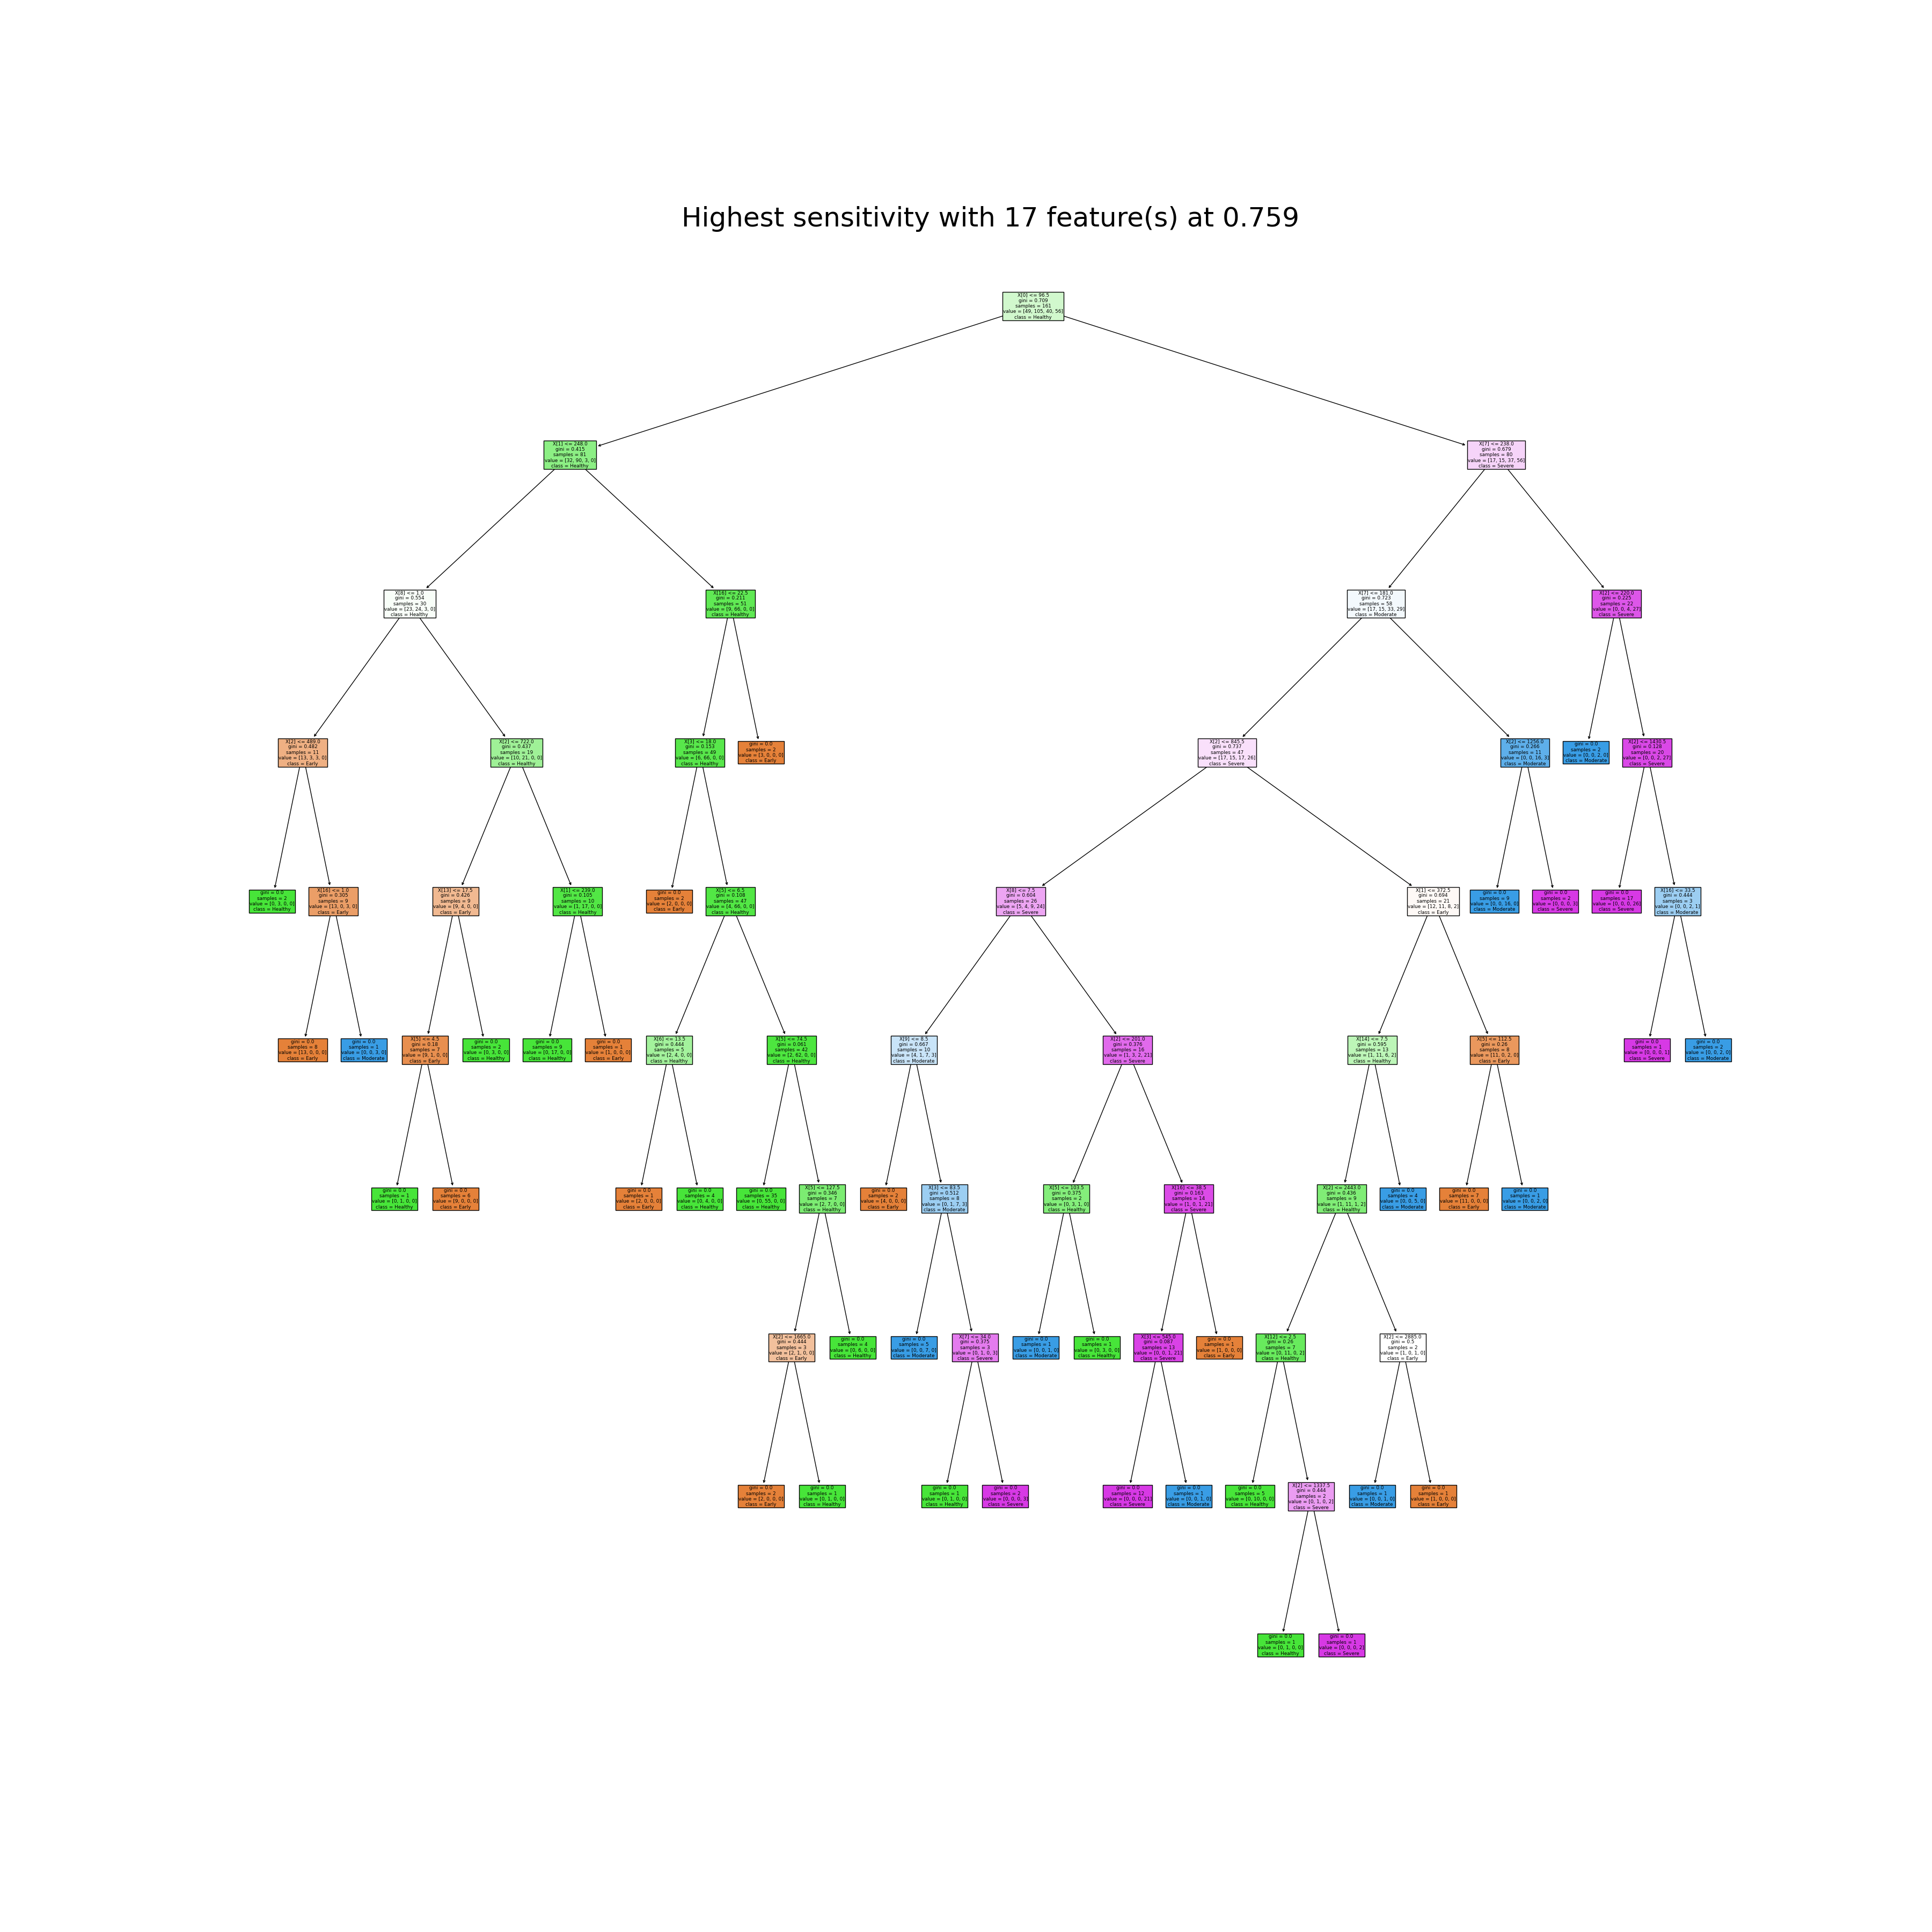 Highest sensitivity with 17 feature(s) at 0.759
X[0] <= 96.5
gini = 0.709
samples = 161
value = [49, 105, 40, 56]
class = Healthy
X[1] <= 248.0
gini = 0.415
samples = 81
value = [32, 90, 3, 0]
class = Healthy
X[7] <= 238.0
gini = 0.679
samples = 80
value = [17, 15, 37, 56]
class = Severe
X[8] <= 1.0
gini = 0.554
samples = 30
value = [23, 24, 3, 0]
class = Healthy
X[16] <= 22.5
gini = 0.211
samples = 51
value = [9, 66, 0, 0]
class = Healthy
X[7] <= 181.0
gini = 0.723
samples = 58
value = [17, 15, 33, 29]
class = Moderate
X[2] <= 220.0
gini = 0.225
samples = 22
value = [0, 0, 4, 27]
class = Severe
X[2] <= 489.0
gini = 0.482
samples = 11
value = [13, 3, 3, 0]
class = Early
X[2] <= 722.0
gini = 0.437
samples = 19
value = [10, 21, 0, 0]
class = Healthy
X[3] <= 18.0
gini = 0.153
samples = 49
value = [6, 66, 0, 0]
class = Healthy
gini = 0.0
samples = 2
value = [3, 0, 0, 0]
class = Early
X[2] <= 845.5
gini = 0.737
samples = 47
value = [17, 15, 17, 26]
class = Severe
X[2] <= 1256.0
gini = 0.266
samples = 11
value = [0, 0, 16, 3]
class = Moderate
gini = 0.0
samples = 2
value = [0, 0, 2, 0]
class = Moderate
gini = 0.128
samples = 20
value = [0, 0, 2, 27]
class = Severe
gini = 0.0
samples = 2
value = [0, 3, 0, 0]
class = Healthy
X[16] <= 1.0
gini = 0.305
samples = 9
value = [13, 0, 3, 0]
class = Early
X[13] <= 17.5
gini = 0.426
samples = 9
value = [9, 4, 0, 0]
class = Early
X[1] <= 239.0
gini = 0.105
samples = 10
value = [1, 17, 0, 0]
class = Healthy
gini = 0.0
samples = 2
value = [2, 0, 0, 0]
class = Early
X[5] <= 6.5
gini = 0.108
samples = 47
value = [4, 66, 0, 0]
class = Healthy
X[8] <= 7.5
gini = 0.604
samples = 26
value = [5, 4, 9, 24]
class = Severe
X[1] <= 372.5
gini = 0.694
samples = 21
value = [12, 11, 8, 2]
class = Early
gini = 0.0
samples = 9
value = [0, 0, 16, 0]
class = Moderate
gini = 0.0
samples = 2
value = [0, 0, 0, 3]
class = Severe
gini = 0.0
samples = 17
value = [0, 0, 0, 26]
class = Severe
X[16] <= 33.5
gini = 0.444
samples = 3
value = [0, 0, 2, 1]
class = Moderate
gini = 0.0
samples = 8
value = [13, 0, 0, 0]
class = Early
gini = 0.0
samples = 1
value = [0, 0, 3, 0]
class = Moderate
X[5] <= 4.5
gini = 0.18
samples = 7
value = [9, 1, 0, 0]
class = Early
gini = 0.0
samples = 2
value = [0, 3, 0, 0]
class = Healthy
gini = 0.0
samples = 9
value = [0, 17, 0, 0]
class = Healthy
gini = 0.0
samples = 1
value = [1, 0, 0, 0]
class = Early
X[6] <= 13.5
gini = 0.444
samples = 5
value = [2, 4, 0, 0]
class = Healthy
X[5] <= 74.5
gini = 0.061
samples = 42
value = [2, 62, 0, 0]
class = Healthy
X[9] <= 8.5
gini = 0.667
samples = 10
value = [4, 1, 7, 3]
class = Moderate
X[2] <= 201.0
gini = 0.376
samples = 16
value = [1, 3, 2, 21]
class = Severe
X[14] <= 7.5
gini = 0.595
samples = 13
value = [1, 11, 6, 2]
class = Healthy
X[5] <= 112.5
gini = 0.26
samples = 8
value = [11, 0, 2, 0]
class = Early
gini = 0.0
samples = 1
value = [0, 0, 0, 1]
class = Severe
gini = 0.0
samples = 2
value = [0, 0, 2, 0]
class = Moderate
gini = 0.0
samples = 1
value = [0, 1, 0, 0]
class = Healthy
gini = 0.0
samples = 6
value = [9, 0, 0, 0]
class = Early
gini = 0.0
samples = 1
value = [2, 0, 0, 0]
class = Early
gini = 0.0
samples = 4
value = [0, 4, 0, 0]
class = Healthy
gini = 0.0
samples = 35
value = [0, 55, 0, 0]
class = Healthy
X[5] <= 127.5
gini = 0.346
samples = 7
value = [2, 7, 0, 0]
class = Healthy
gini = 0.0
samples = 2
value = [4, 0, 0, 0]
class = Early
X[3] <= 83.5
gini = 0.512
samples = 8
value = [0, 1, 7, 3]
class = Moderate
X[5] <= 103.5
gini = 0.375
samples = 2
value = [0, 3, 1, 0]
class = Healthy
X[16] <= 38.5
gini = 0.163
samples = 14
value = [1, 0, 1, 21]
class = Severe
X[2] <= 2443.0
gini = 0.436
samples = 9
value = [1, 11, 1, 2]
class = Healthy
gini = 0.0
samples = 4
value = [0, 0, 5, 0]
class = Moderate
gini = 0.0
samples = 7
value = [11, 0, 0, 0]
class = Early
gini = 0.0
samples = 1
value = [0, 0, 2, 0]
class = Moderate
X[2] <= 1665.0
gini = 0.444
samples = 3
value = [2, 1, 0, 0]
class = Early
gini = 0.0
samples = 4
value = [0, 6, 0, 0]
class = Healthy
gini = 0.0
samples = 5
value = [0, 0, 7, 0]
class = Moderate
X[7] <= 34.0
gini = 0.375
samples = 3
value = [0, 1, 0, 3]
class = Severe
gini = 0.0
samples = 1
value = [0, 0, 1, 0]
class = Moderate
gini = 0.0
samples = 1
value = [0, 3, 0, 0]
class = Healthy
X[3] <= 545.0
gini = 0.087
samples = 13
value = [0, 0, 1, 21]
class = Severe
gini = 0.0
samples = 1
value = [1, 0, 0, 0]
class = Early
X[12] <= 2.5
gini = 0.26
samples = 7
value = [0, 11, 0, 2]
class = Healthy
X[2] <= 2885.0
gini = 0.5
samples = 2
value = [1, 0, 1, 0]
class = Early
gini = 0.0
samples = 2
value = [2, 0, 0, 0]
class = Early
gini = 0.0
samples = 1
value = [0, 1, 0, 0]
class = Healthy
gini = 0.0
samples = 1
value = [0, 1, 0, 0]
class = Healthy
gini = 0.0
samples = 2
value = [0, 0, 0, 3]
class = Severe
gini = 0.0
samples = 12
value = [0, 0, 0, 21]
class = Severe
gini = 0.0
samples = 1
value = [0, 0, 1, 0]
class = Moderate
gini = 0.0
samples = 5
value = [0, 10, 0, 0]
class = Healthy
X[2] <= 1337.5
gini = 0.444
samples = 2
value = [0, 1, 0, 2]
class = Severe
gini = 0.0
samples = 1
value = [0, 0, 1, 0]
class = Moderate
gini = 0.0
samples = 1
value = [1, 0, 0, 0]
class = Early
gini = 0.0
samples = 1
value = [0, 1, 0, 0]
class = Healthy
gini = 0.0
samples = 1
value = [0, 0, 0, 2]
class = Severe